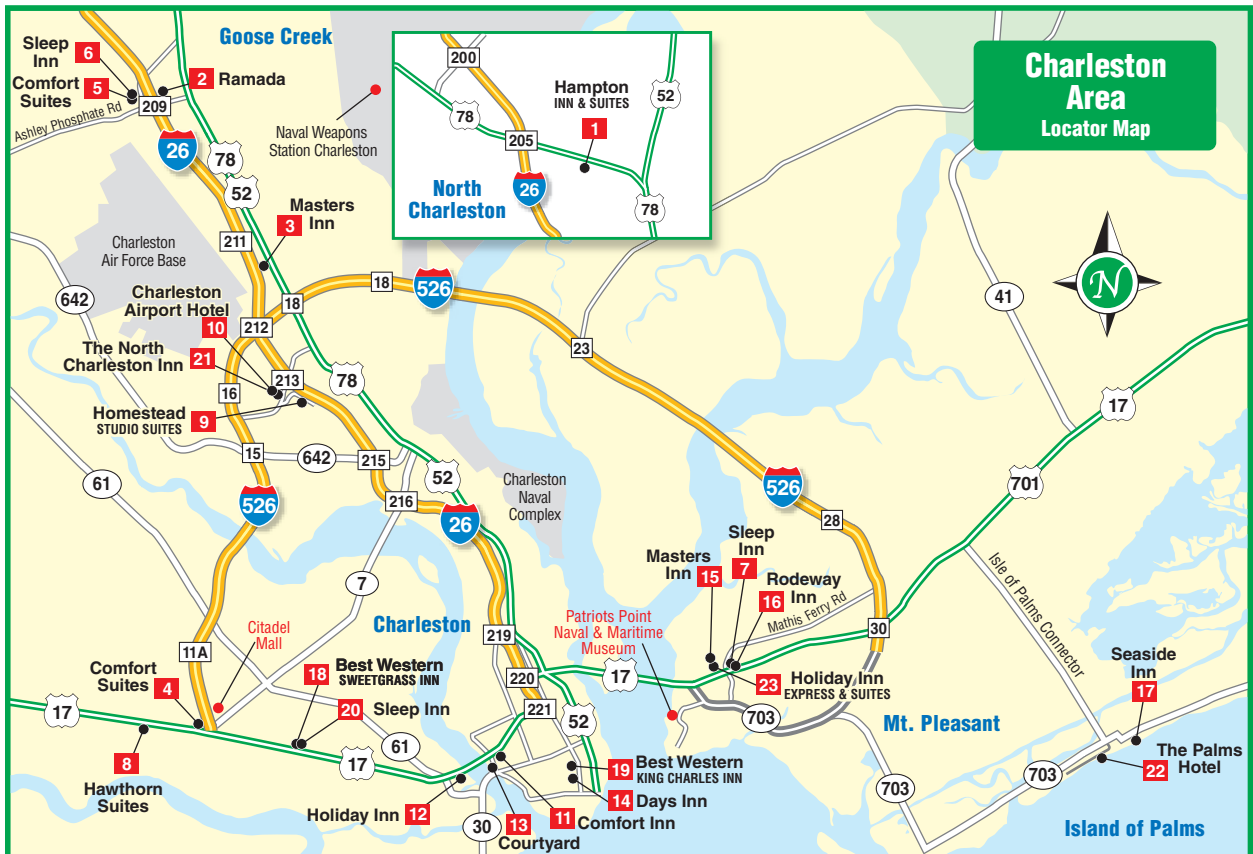 Charleston
Area
Locator Map
Goose Creek
Sleep
Inn
6
2
Ramada
Comfort
Suites
5
209
Ashley Phosphate Rd
26
78
52
Naval Weapons
Station Charleston
200
78
205
Hampton
INN & SUITES
1
52
26
North
Charleston
78
N
41
Masters
Inn
3
211
Charleston
Air Force Base
642
18
18
526
Charleston
Airport Hotel
10
212
23
The North
Charleston Inn
21
213
78
16
17
Homestead
STUDIO SUITES
9
15
642
215
52
61
526
216
26
Charleston
Naval
Complex
526
28
701
7
Masters
Inn
15
Sleep
Inn
7
Rodeway
Inn
16
Mathis Ferry Rd
Isle of Palms Connector
Charleston
Patriots Point
Naval & Maritime
Museum
219
30
11A
Citadel
Mall
Comfort
Suites
4
18
Best Western
SWEETGRASS INN
220
17
23
Holiday Inn
EXPRESS & SUITES
Seaside
Inn
17
17
20
Sleep Inn
221
52
703
Mt. Pleasant
61
17
8
Hawthorn
Suites
19
Best Western
KING CHARLES INN
The Palms
Hotel
22
703
703
14
Days Inn
Holiday Inn
12
11
Comfort Inn
30
13
Courtyard
Island of Palms